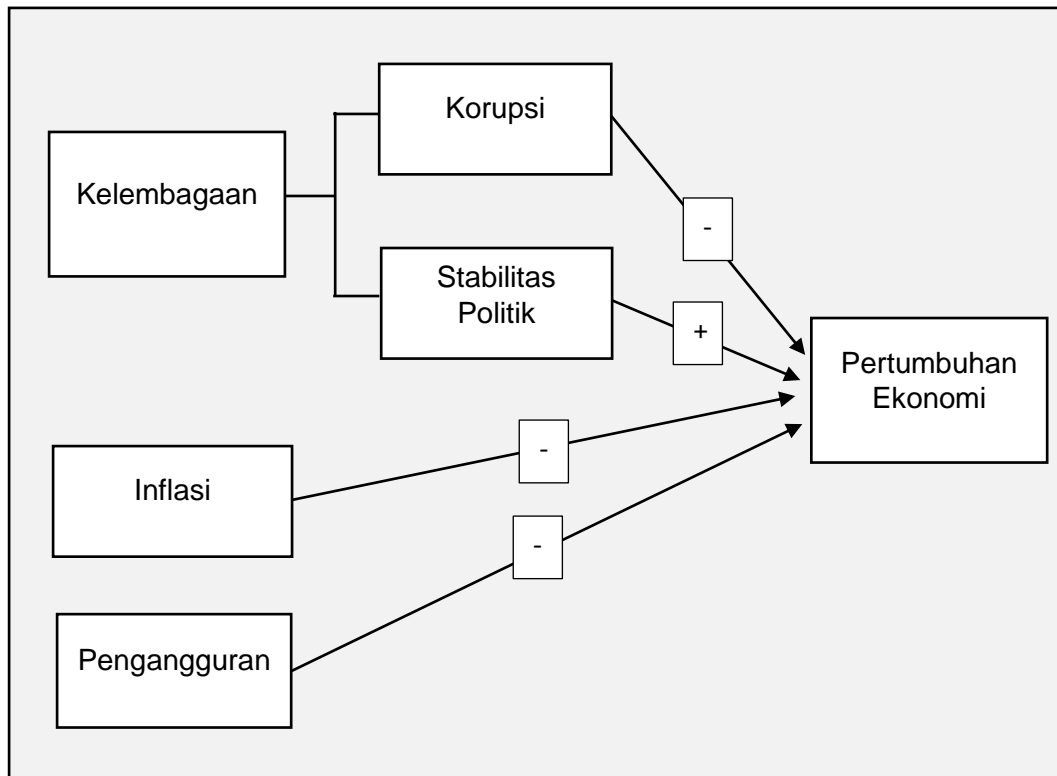 Korupsi
Kelembagaan
-
Stabilitas
Politik
+
Pertumbuhan
Ekonomi
-
Inflasi
-
Pengangguran